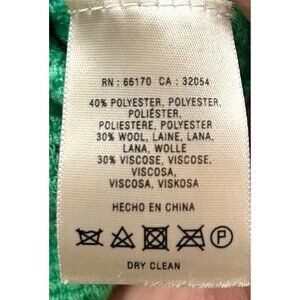 RN : 66170 CA : 32054
40% POLYESTER, POLYESTER,
POLIÉSTER,
POLIESTERE, POLYESTER
30% WOOL, LAINE, LANA,
LANA, WOLLE
30% VISCOSE, VISCOSE,
VISCOSA,
VISCOSA, VISKOSA
HECHO EN CHINA
P
DRY CLEAN